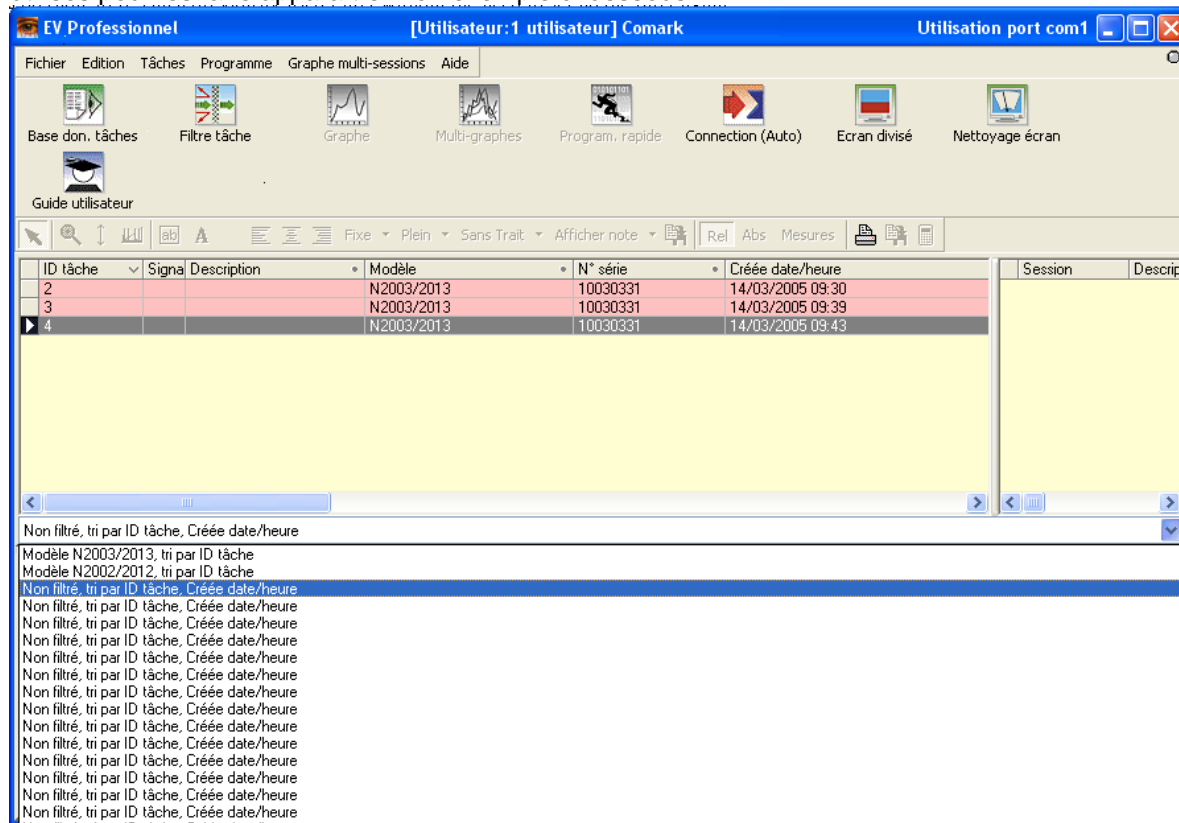 EV Professionnel [Utilisateur:1 utilisateur] Comark Utilisation port com1
Fichier Edition Tâches Programme Graphe multi-sessions Aide
Base don. tâches Filtre tâche Graphe Multi-graphes Program. rapide Connection (Auto) Ecran divisé Nettoyage écran
Guide utilisateur
ab A Fixe Plein Sans Trait Afficher note Rel Abs Mesures
ID tâche Signa Description Modèle N° série Créée date/heure Session Descrip
2 N2003/2013 10030331 14/03/2005 09:30
3 N2003/2013 10030331 14/03/2005 09:39
4 N2003/2013 10030331 14/03/2005 09:43
Non filtré, tri par ID tâche, Créée date/heure
Modèle N2003/2013, tri par ID tâche
Modèle N2002/2012, tri par ID tâche
Non filtré, tri par ID tâche, Créée date/heure
Non filtré, tri par ID tâche, Créée date/heure
Non filtré, tri par ID tâche, Créée date/heure
Non filtré, tri par ID tâche, Créée date/heure
Non filtré, tri par ID tâche, Créée date/heure
Non filtré, tri par ID tâche, Créée date/heure
Non filtré, tri par ID tâche, Créée date/heure
Non filtré, tri par ID tâche, Créée date/heure
Non filtré, tri par ID tâche, Créée date/heure
Non filtré, tri par ID tâche, Créée date/heure
Non filtré, tri par ID tâche, Créée date/heure
Non filtré, tri par ID tâche, Créée date/heure
Non filtré, tri par ID tâche, Créée date/heure
Non filtré, tri par ID tâche, Créée date/heure